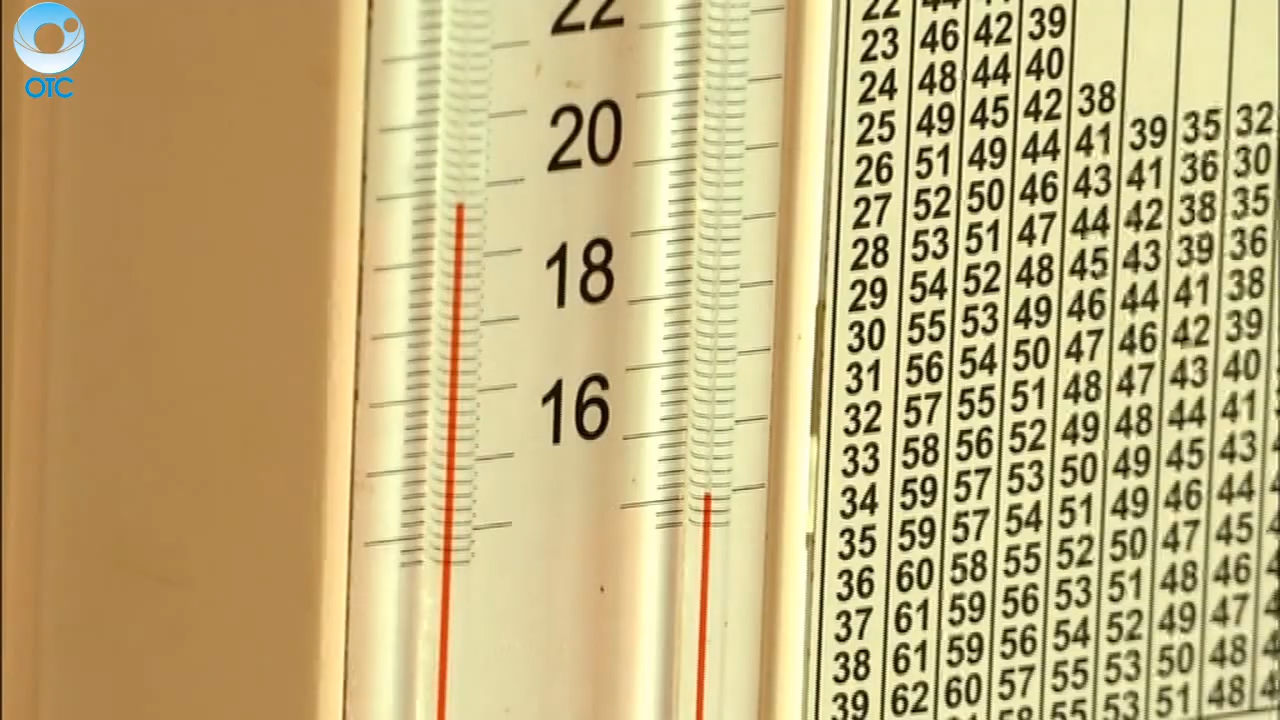 ОТС
22
20
18
16
22 44
23 46 42 39
24 48 44 40
25 49 45 42 38
26 51 49 44 41 39 35 32
27 52 50 46 43 41 36 30
28 53 51 47 44 42 38 35
29 54 52 48 45 43 39 36
30 55 53 49 46 44 41 38
31 56 54 50 47 46 42 39
32 57 55 51 48 47 43 40
33 58 56 52 49 48 44 41
34 59 57 53 50 49 45 43
35 59 57 54 51 49 46 44
36 60 58 55 52 50 47 45
37 61 59 56 53 51 48 46
38 61 59 56 54 52 49 47
39 62 60 57 55 53 50 48
58 55 53 51 48